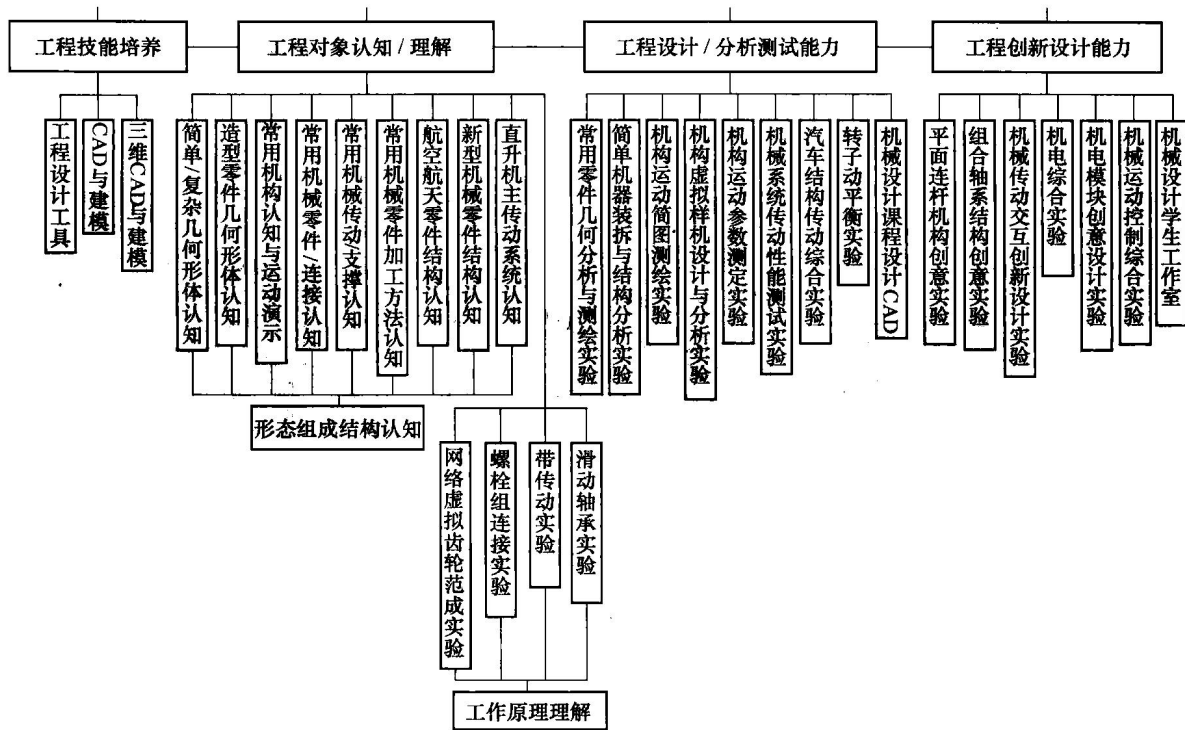 工程技能培养
工程对象认知/理解
工程设计/分析测试能力
工程创新设计能力
工程设计工具
CAD与建模
三维CAD与建模
简单/复杂几何形体认知
造型零件几何形体认知
常用机构认知与运动演示
常用机械零件/连接认知
常用机械传动/支撑认知
常用机械零件加工方法认知
航空航天零件结构认知
新型机械零件结构认知
直升机主传动系统认知
常用零件几何分析与测绘实验
简单机器装拆与结构分析实验
机构运动简图测绘实验
机构虚拟样机设计与分析实验
机构运动参数测定实验
机械系统传动性能测试实验
汽车结构传动综合实验
转子动平衡实验
机械设计课程设计CAD
平面连杆机构创意实验
组合轴系结构创意实验
机械传动交互创新设计实验
机电综合实验
机电模块创意设计实验
机械运动控制综合实验
机械设计学生工作室
形态组成结构认知
网络虚拟齿轮范成实验
螺栓组连接实验
带传动实验
滑动轴承实验
工作原理理解